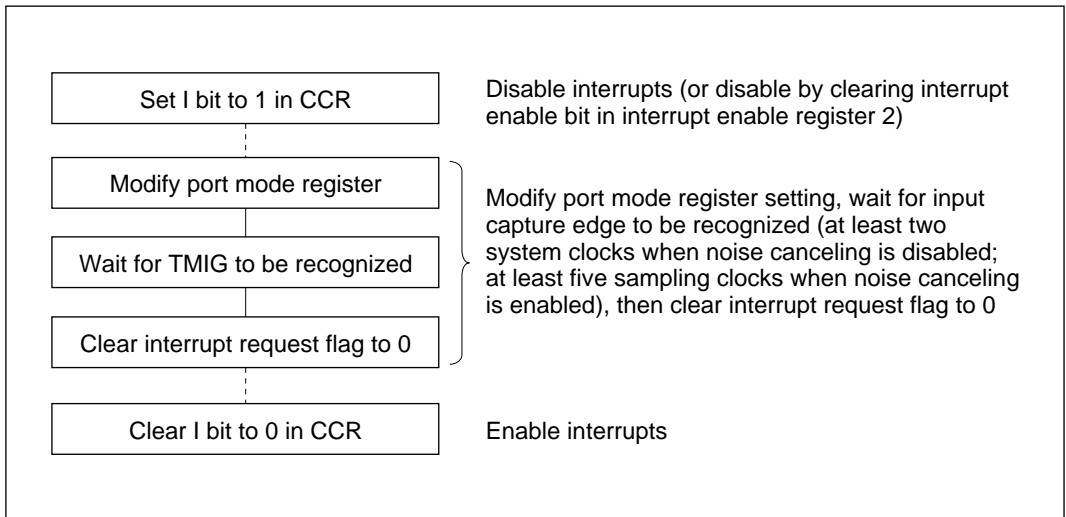 Set I bit to 1 in CCR
Disable interrupts (or disable by clearing interrupt
enable bit in interrupt enable register 2)
Modify port mode register
Wait for TMIG to be recognized
Clear interrupt request flag to 0
Modify port mode register setting, wait for input
capture edge to be recognized (at least two
system clocks when noise canceling is disabled;
at least five sampling clocks when noise canceling
is enabled), then clear interrupt request flag to 0
Clear I bit to 0 in CCR
Enable interrupts